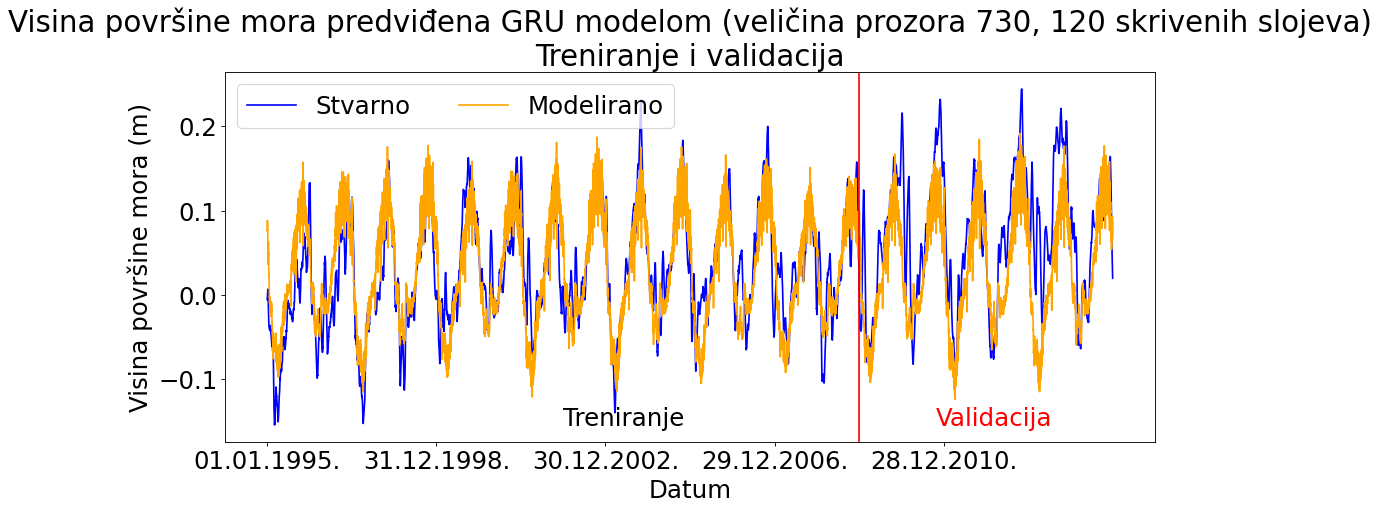 Visina površine mora predviđena GRU modelom (veličina prozora 730, 120 skrivenih slojeva)
Treniranje i validacija
Stvarno
Modelirano
Visina površine mora (m)
0.2
0.1
0.0
−0.1
Treniranje
Validacija
01.01.1995.
31.12.1998.
30.12.2002.
29.12.2006.
28.12.2010.
Datum